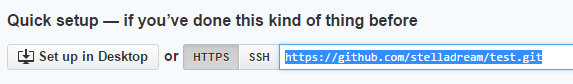 Quick setup — if you've done this kind of thing before
Set up in Desktop or HTTPS SSH https://github.com/stelladream/test.git